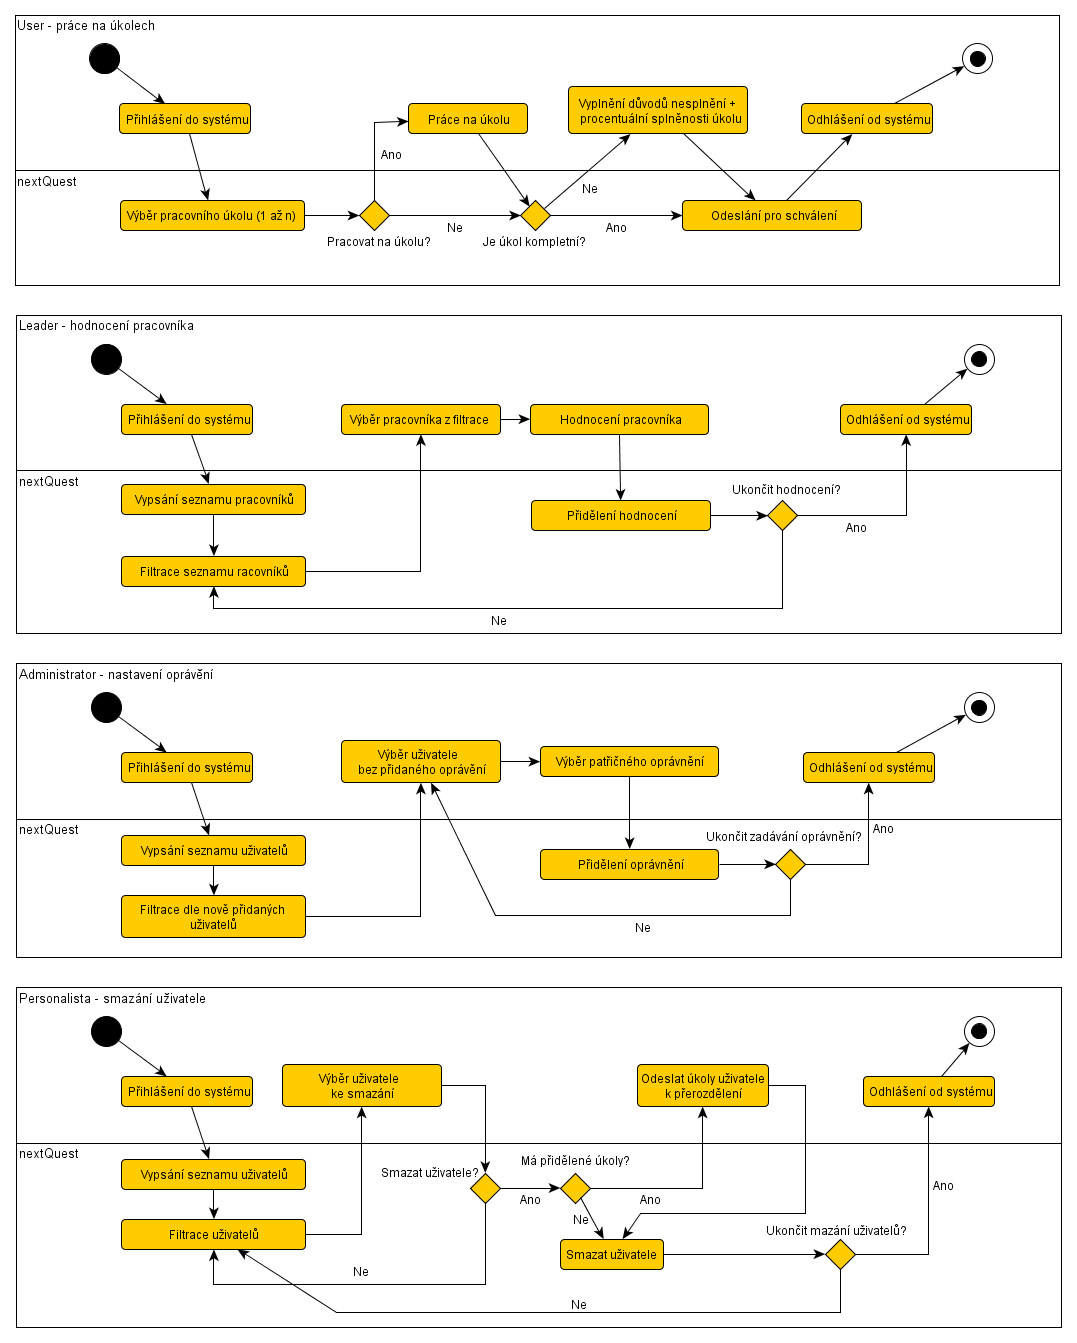 User - práce na úkolech
Přihlášení do systému
Práce na úkolu
Vyplnění důvodů nesplnění +
procentuální splněnosti úkolu
Odhlášení od systému
Ano
nextQuest
Ne
Výběr pracovního úkolu (1 až n)
Odeslání pro schválení
Ne
Ano
Pracovat na úkolu?
Je úkol kompletní?
Leader - hodnocení pracovníka
Přihlášení do systému
Výběr pracovníka z filtrace
Hodnocení pracovníka
Odhlášení od systému
nextQuest
Ukončit hodnocení?
Vypsání seznamu pracovníků
Přidělení hodnocení
Ano
Filtrace seznamu racovníků
Ne
Administrator - nastavení oprávění
Přihlášení do systému
Výběr uživatele
bez přidaného oprávění
Výběr patřičného oprávnění
Odhlášení od systému
nextQuest
Ano
Ukončit zadávání oprávnění?
Vypsání seznamu uživatelů
Přidělení oprávnění
Filtrace dle nově přidaných
uživatelů
Ne
Personalista - smazání uživatele
Přihlášení do systému
Výběr uživatele
ke smazání
Odeslat úkoly uživatele
k přerozdělení
Odhlášení od systému
nextQuest
Má přidělené úkoly?
Smazat uživatele?
Vypsání seznamu uživatelů
Ano
Ano
Ano
Ne
Filtrace uživatelů
Ukončit mazání uživatelů?
Smazat uživatele
Ne
Ne